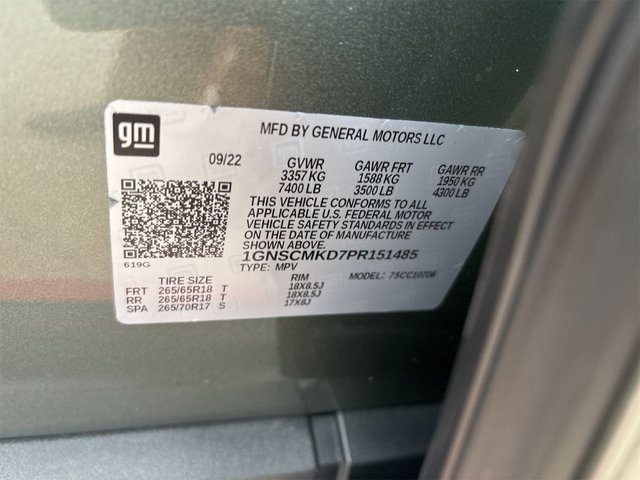 gm
MFD BY GENERAL MOTORS LLC
09/22 GVWR GAWR FRT GAWR RR
3357 KG 1588 KG 1950 KG
7400 LB 3500 LB 4300 LB
THIS VEHICLE CONFORMS TO ALL
APPLICABLE U.S. FEDERAL MOTOR
VEHICLE SAFETY STANDARDS IN EFFECT
ON THE DATE OF MANUFACTURE
SHOWN ABOVE.
1GNSCMKD7PR151485
619G
TYPE: MPV MODEL: 75CC10706
TIRE SIZE RIM
FRT 265/65R18 T 18X8.5J
RR 265/65R18 T 18X8.5J
SPA 265/70R17 S 17X8J